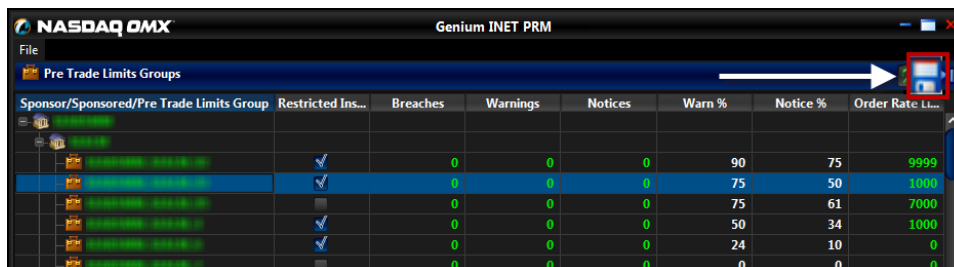 NASDAQ OMX Genium INET PRM
File
Pre Trade Limits Groups
Sponsor/Sponsored/Pre Trade Limits Group Restricted Ins... Breaches Warnings Notices Warn % Notice % Order Rate Li...
0 0 0 90 75 9999
0 0 0 75 50 1000
0 0 0 75 61 7000
0 0 0 50 34 1000
0 0 0 24 10 0
0 0 0 0 0 0